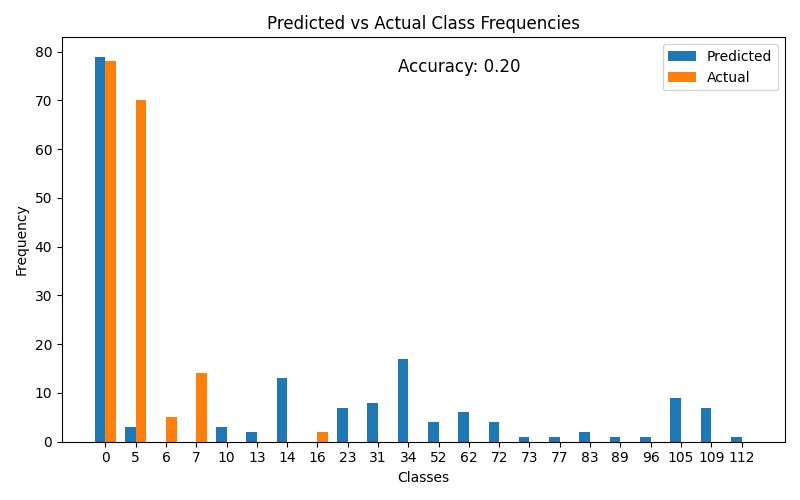 Predicted vs Actual Class Frequencies
80
70
60
50
40
30
20
10
0
Frequency
Accuracy: 0.20
Predicted
Actual
0 5 6 7 10 13 14 16 23 31 34 52 62 72 73 77 83 89 96 105 109 112
Classes